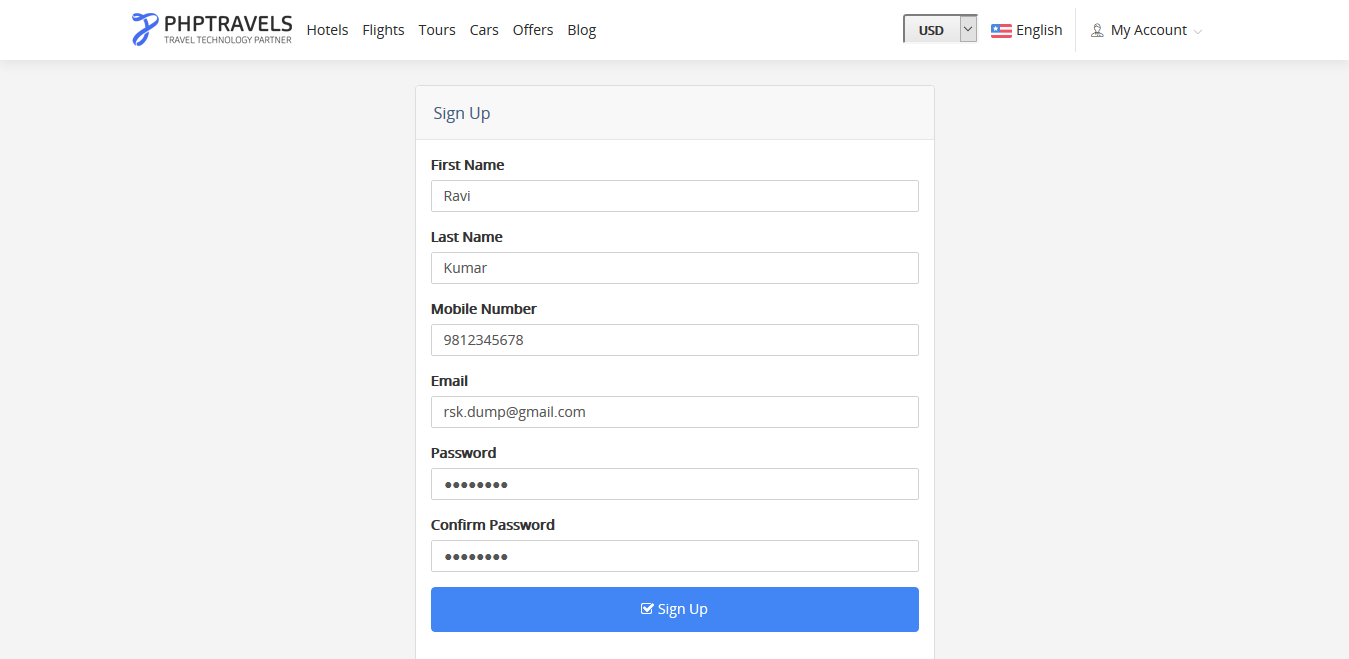 PHPTRAVELS
TRAVEL TECHNOLOGY PARTNER
Hotels Flights Tours Cars Offers Blog USD English My Account
Sign Up
First Name
Ravi
Last Name
Kumar
Mobile Number
9812345678
Email
rsk.dump@gmail.com
Password
●●●●●●●●
Confirm Password
●●●●●●●●
Sign Up